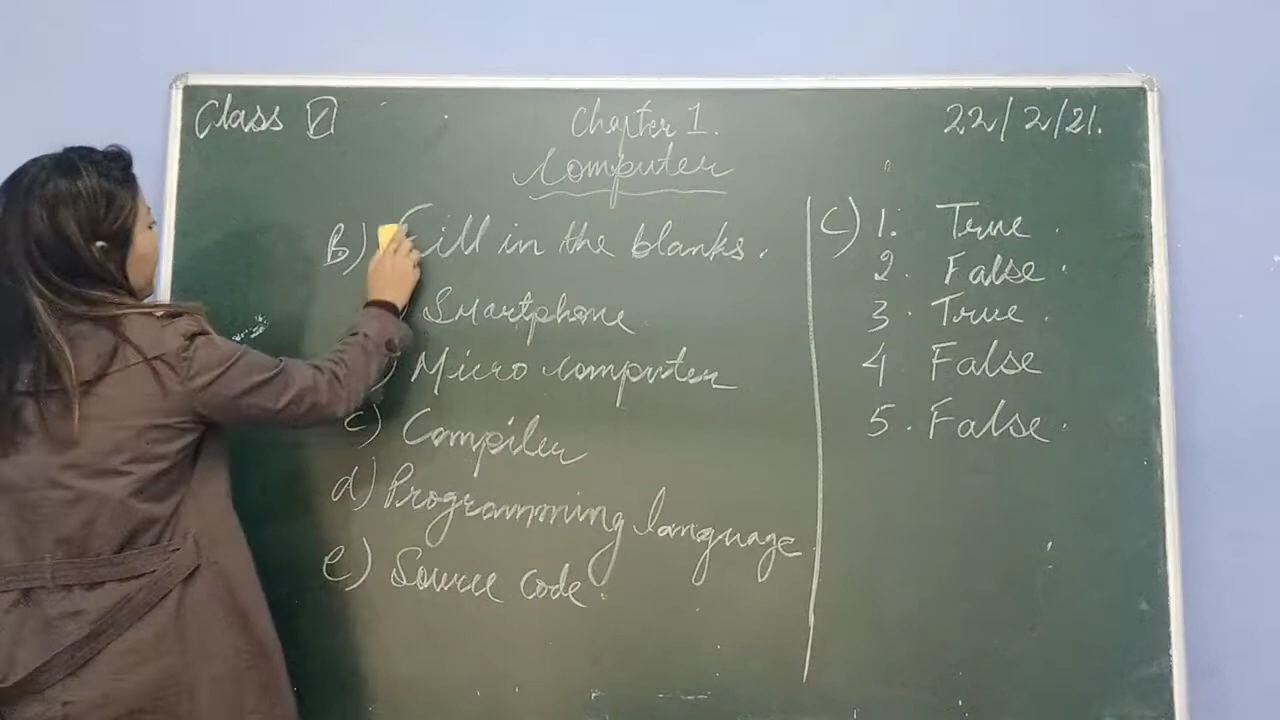 Class V
Chapter 1.
Computer
22/2/21.
B) Fill in the blanks.
Smartphone
) Micro computer
c) Compiler
d) Programming language
e) Source code.
C) 1. True.
2. False.
3. True.
4 False
5. False.